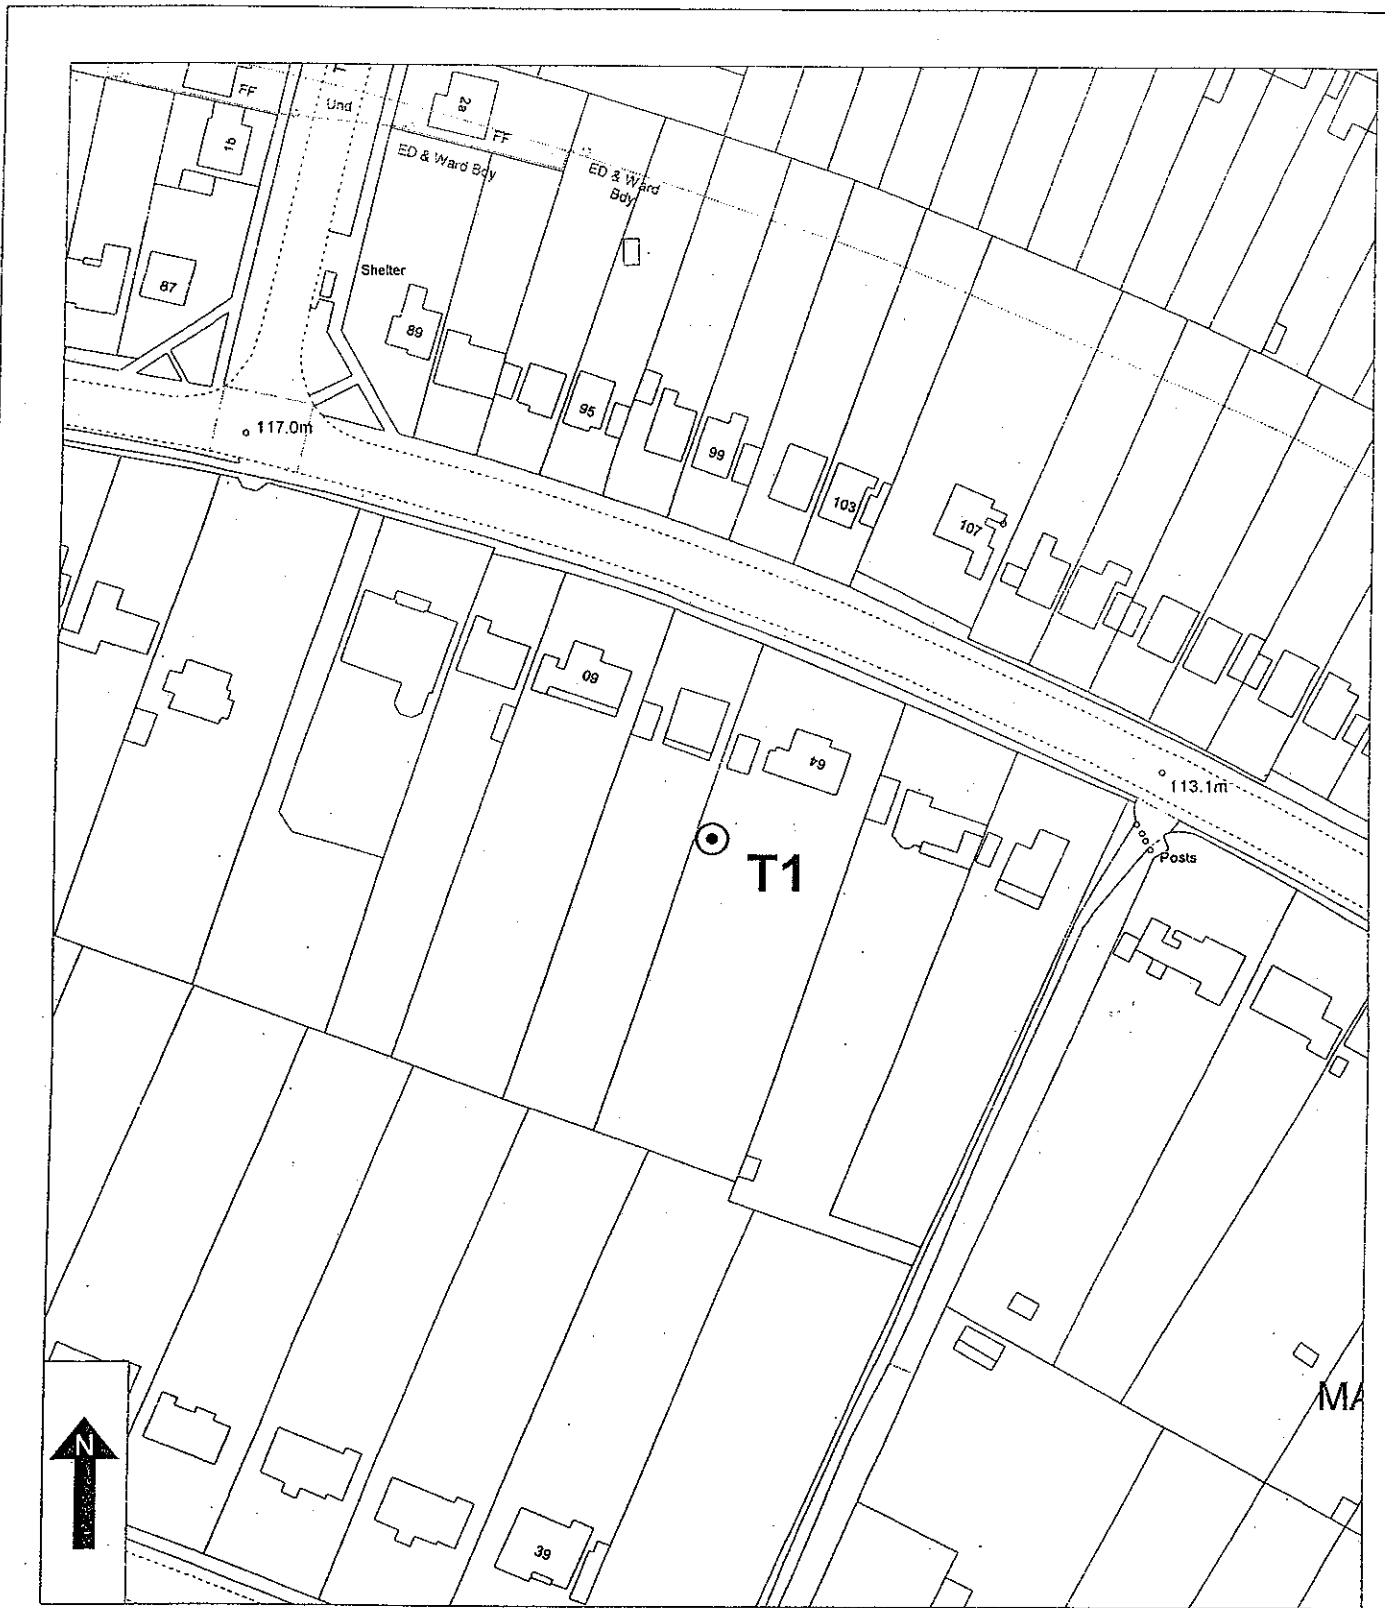 T
FF
Und
2a
FF
1b
ED & Ward Bdy
ED & Ward
Bdy
Shelter
87
89
95
117.0m
99
103
107
60
64
113.1m
T1
Posts
MA
N
39